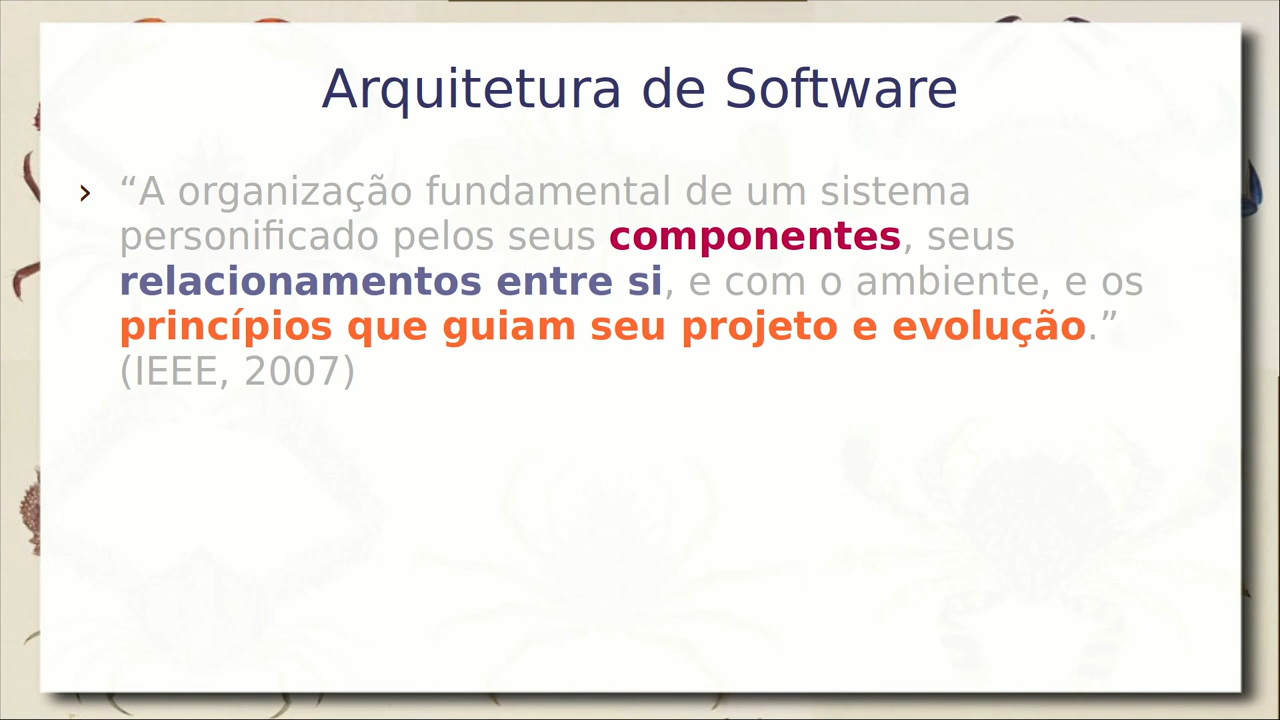 Arquitetura de Software
› “A organização fundamental de um sistema
personificado pelos seus componentes, seus
relacionamentos entre si, e com o ambiente, e os
princípios que guiam seu projeto e evolução.”
(IEEE, 2007)